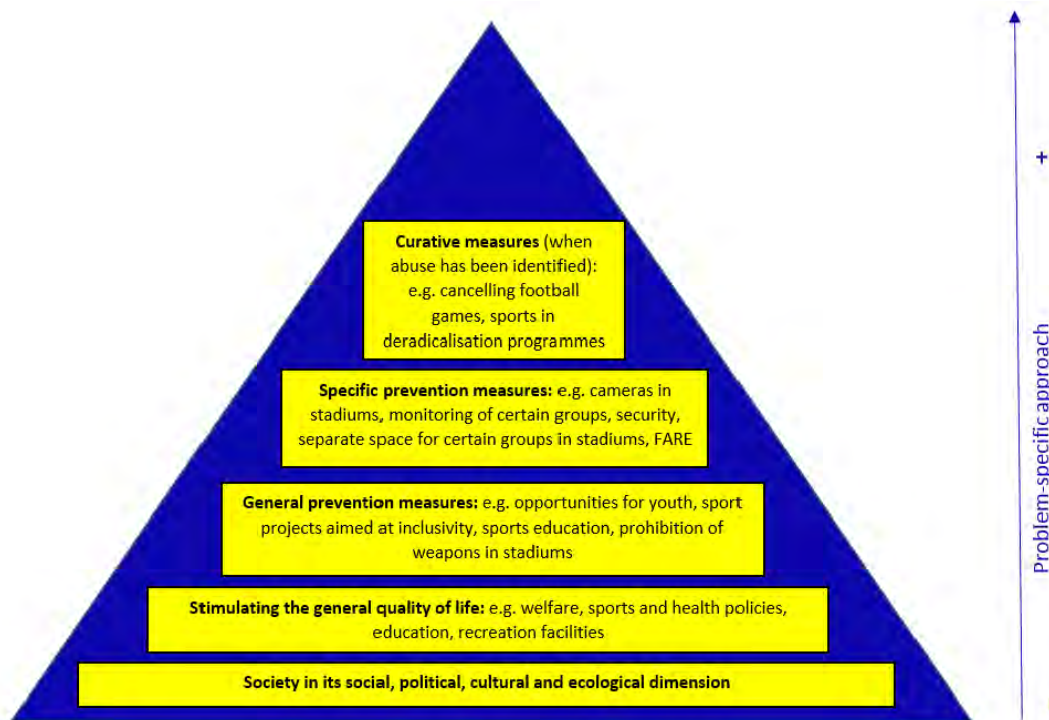 Curative measures (when
abuse has been identified):
e.g. cancelling football
games, sports in
deradicalisation programmes
Specific prevention measures: e.g. cameras in
stadiums, monitoring of certain groups, security,
separate space for certain groups in stadiums, FARE
General prevention measures: e.g. opportunities for youth, sport
projects aimed at inclusivity, sports education, prohibition of
weapons in stadiums
Stimulating the general quality of life: e.g. welfare, sports and health policies,
education, recreation facilities
Society in its social, political, cultural and ecological dimension
Problem-specific approach +